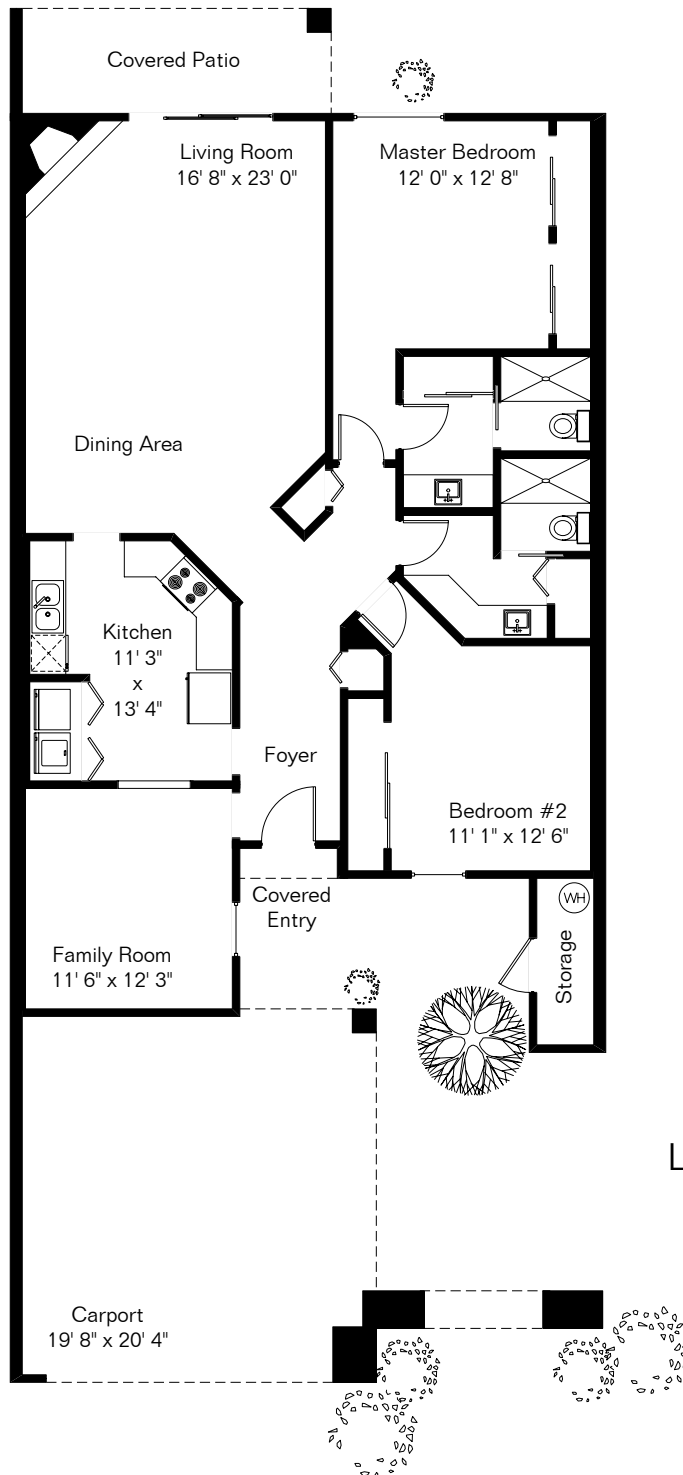 Covered Patio
Living Room
16' 8" x 23' 0"
Master Bedroom
12' 0" x 12' 8"
Dining Area
Kitchen
11' 3"
x
13' 4"
Foyer
Bedroom #2
11' 1" x 12' 6"
Covered
Entry
WH
Storage
Family Room
11' 6" x 12' 3"
L
Carport
19' 8" x 20' 4"